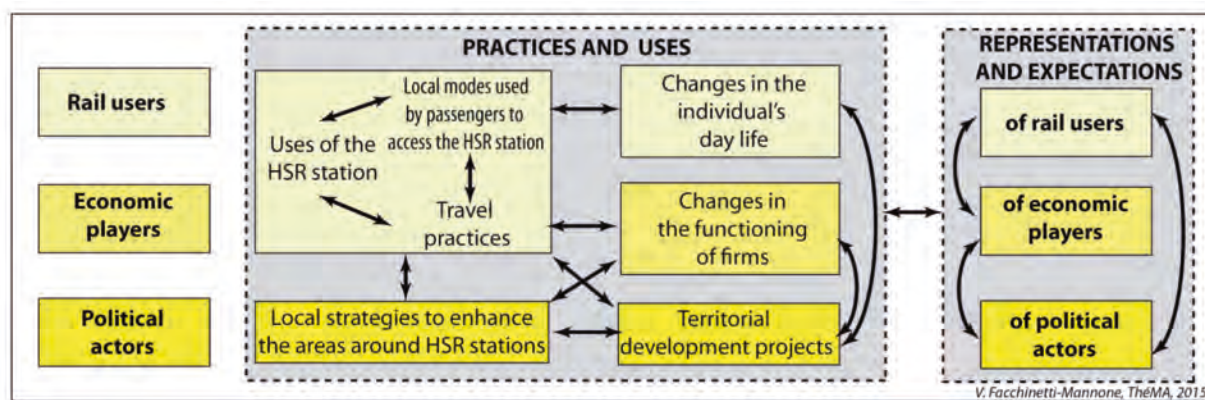 Rail users
Economic
players
Political
actors
PRACTICES AND USES
Local modes used
by passengers to
access the HSR station
Uses of the
HSR station
Travel
practices
Local strategies to enhance
the areas around HSR stations
Changes in the
individual's
day life
Changes in
the functioning
of firms
Territorial
development projects
REPRESENTATIONS
AND EXPECTATIONS
of rail users
of economic
players
of political
actors
V. Facchinetti-Mannone, ThéMA, 2015